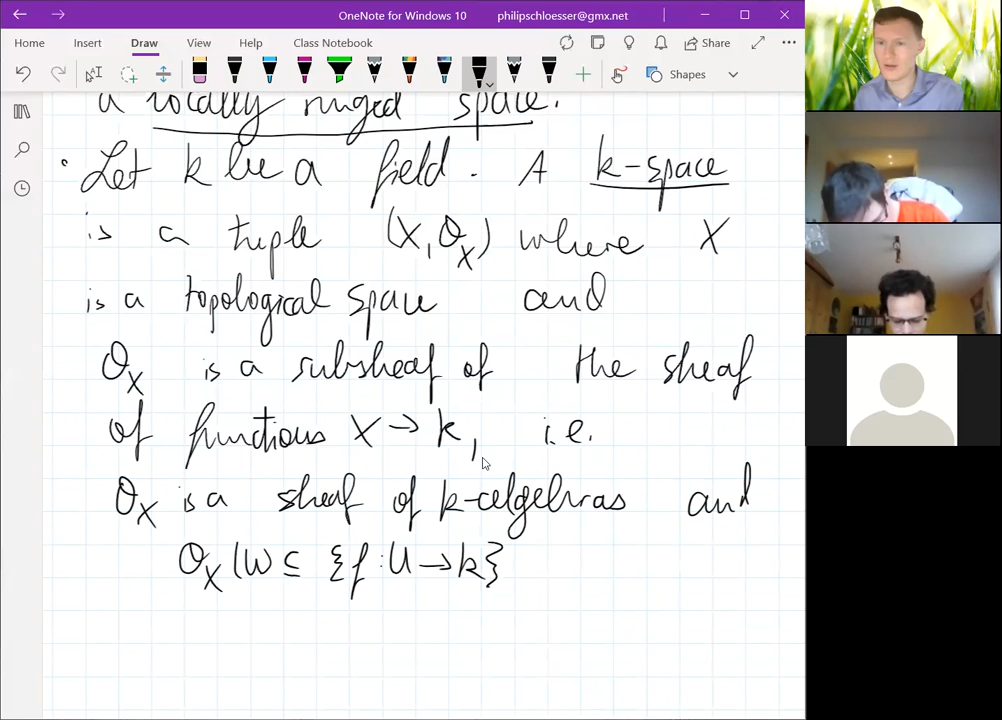 OneNote for Windows 10
philipschloesser@gmx.net
Home Insert Draw View Help Class Notebook Share
Shapes
a locally ringed space.
• Let k be a field. A k-space
is a tuple (X, O_X) where X
is a topological space and
O_X is a subsheaf of the sheaf
of functions X → k, i.e.
O_X is a sheaf of k-algebras and
O_X(U) ⊆ {f : U → k}